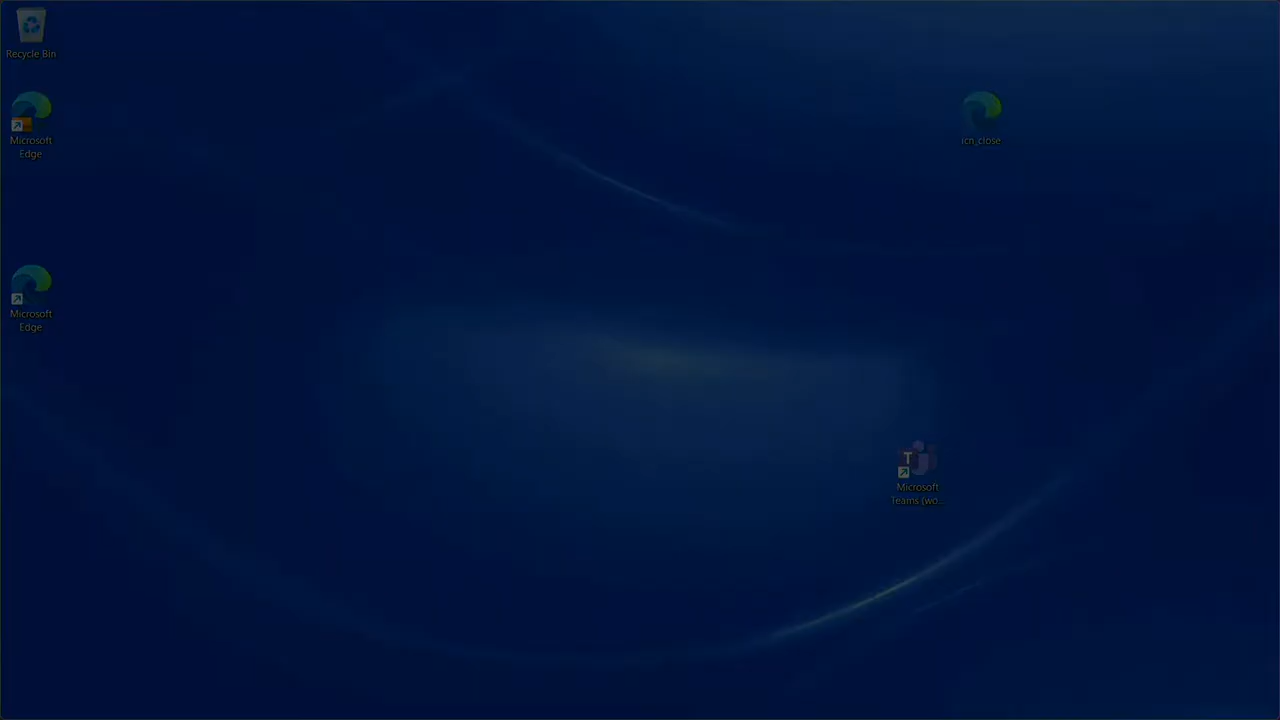 Recycle Bin
Microsoft
Edge
icn_close
Microsoft
Edge
T
Microsoft
Teams (wo...